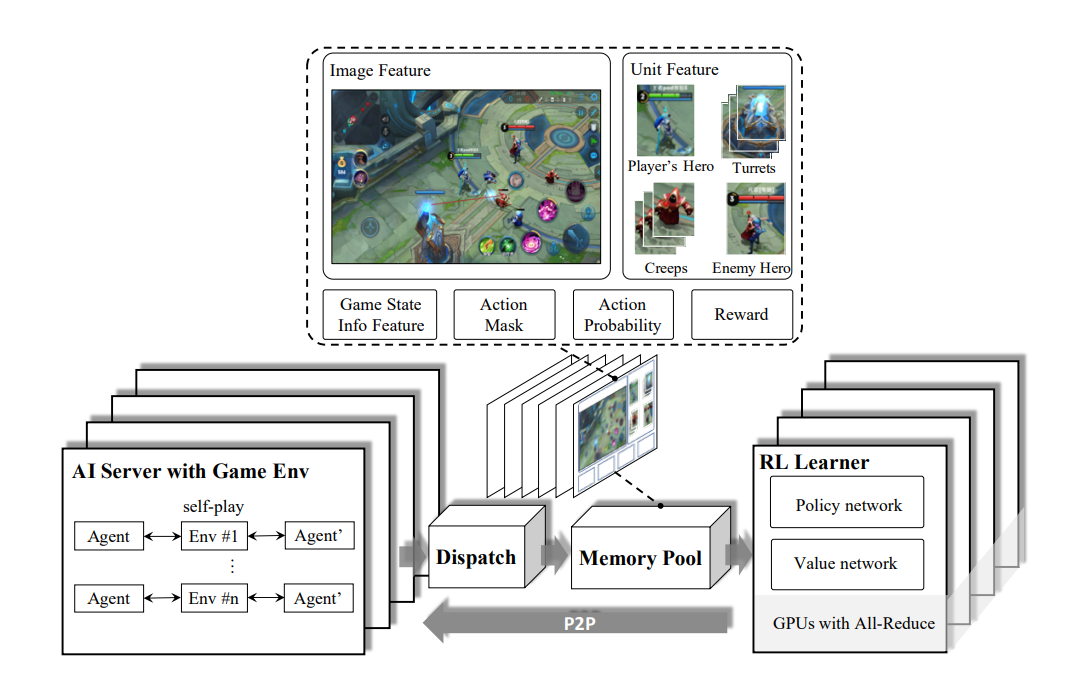 Image Feature
Unit Feature
Player's Hero
Turrets
Creeps
Enemy Hero
Game State
Info Feature
Action
Mask
Action
Probability
Reward
AI Server with Game Env
self-play
Agent
Env #1
Agent’
⋮
Agent
Env #n
Agent’
Dispatch
Memory Pool
RL Learner
Policy network
Value network
GPUs with All-Reduce
P2P